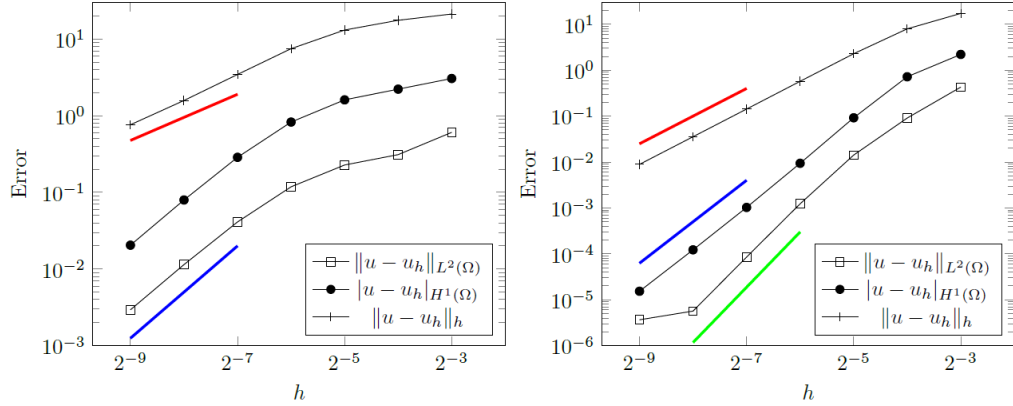 10^1
10^0
10^−1
10^−2
10^−3
Error
2^−9
2^−7
2^−5
2^−3
h
‖u − u_h‖_{L^2(Ω)}
|u − u_h|_{H^1(Ω)}
‖u − u_h‖_h
10^1
10^0
10^−1
10^−2
10^−3
10^−4
10^−5
10^−6
Error
2^−9
2^−7
2^−5
2^−3
h
‖u − u_h‖_{L^2(Ω)}
|u − u_h|_{H^1(Ω)}
‖u − u_h‖_h